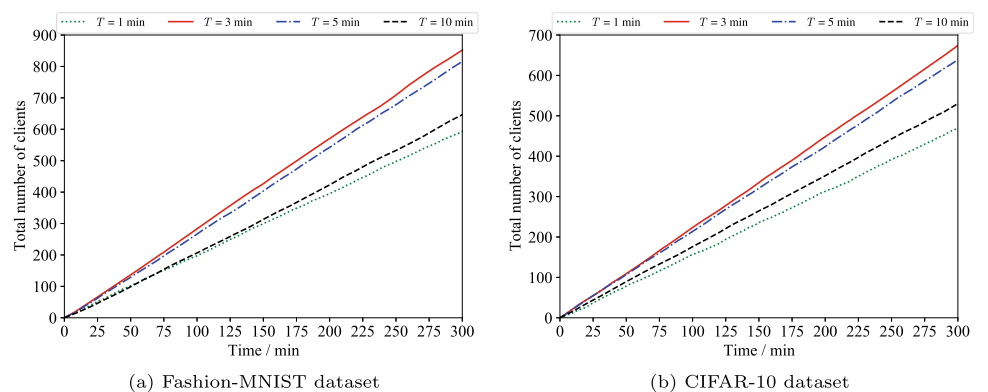 T = 1 min T = 3 min T = 5 min T = 10 min
900
800
700
600
500
400
300
200
100
0
Total number of clients
0 25 50 75 100 125 150 175 200 225 250 275 300
Time / min
(a) Fashion-MNIST dataset
T = 1 min T = 3 min T = 5 min T = 10 min
700
600
500
400
300
200
100
0
Total number of clients
0 25 50 75 100 125 150 175 200 225 250 275 300
Time / min
(b) CIFAR-10 dataset